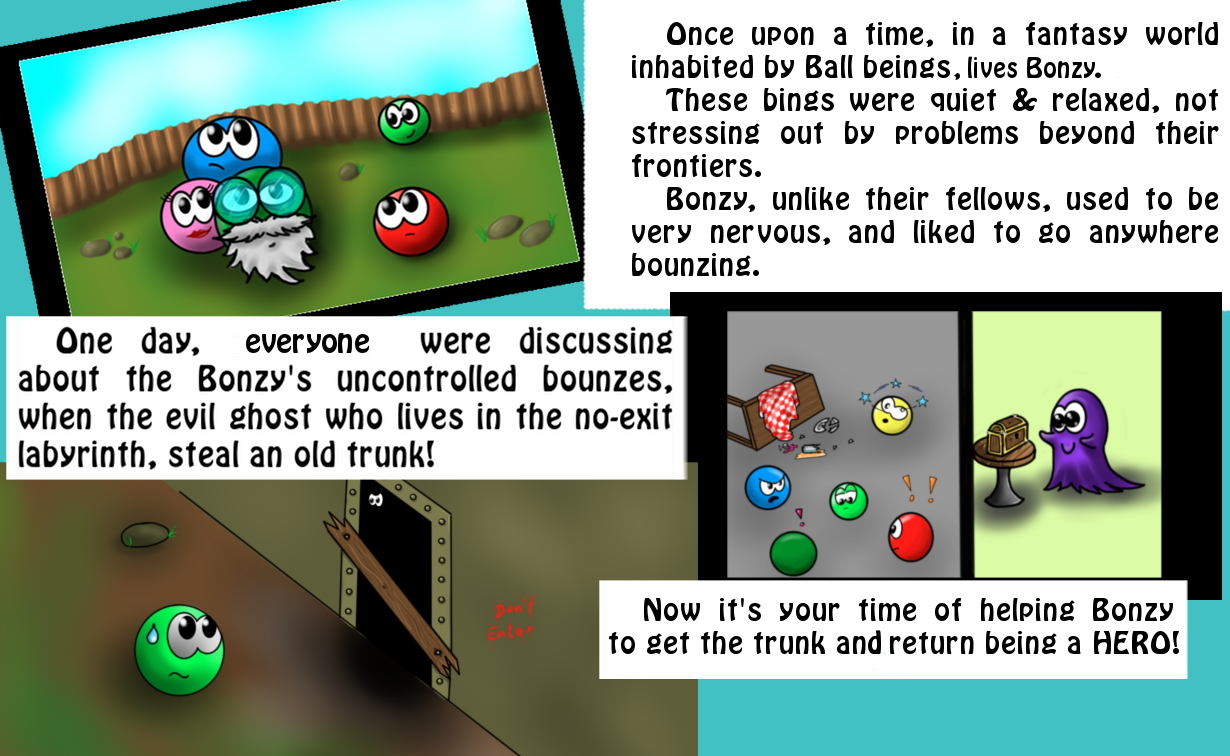 Once upon a time, in a fantasy world
inhabited by Ball beings, lives Bonzy.
These bings were quiet & relaxed, not
stressing out by problems beyond their
frontiers.
Bonzy, unlike their fellows, used to be
very nervous, and liked to go anywhere
bounzing.
One day, everyone were discussing
about the Bonzy's uncontrolled bounzes,
when the evil ghost who lives in the no-exit
labyrinth, steal an old trunk!
! !
!
Don't
Enter
Now it's your time of helping Bonzy
to get the trunk and return being a HERO!